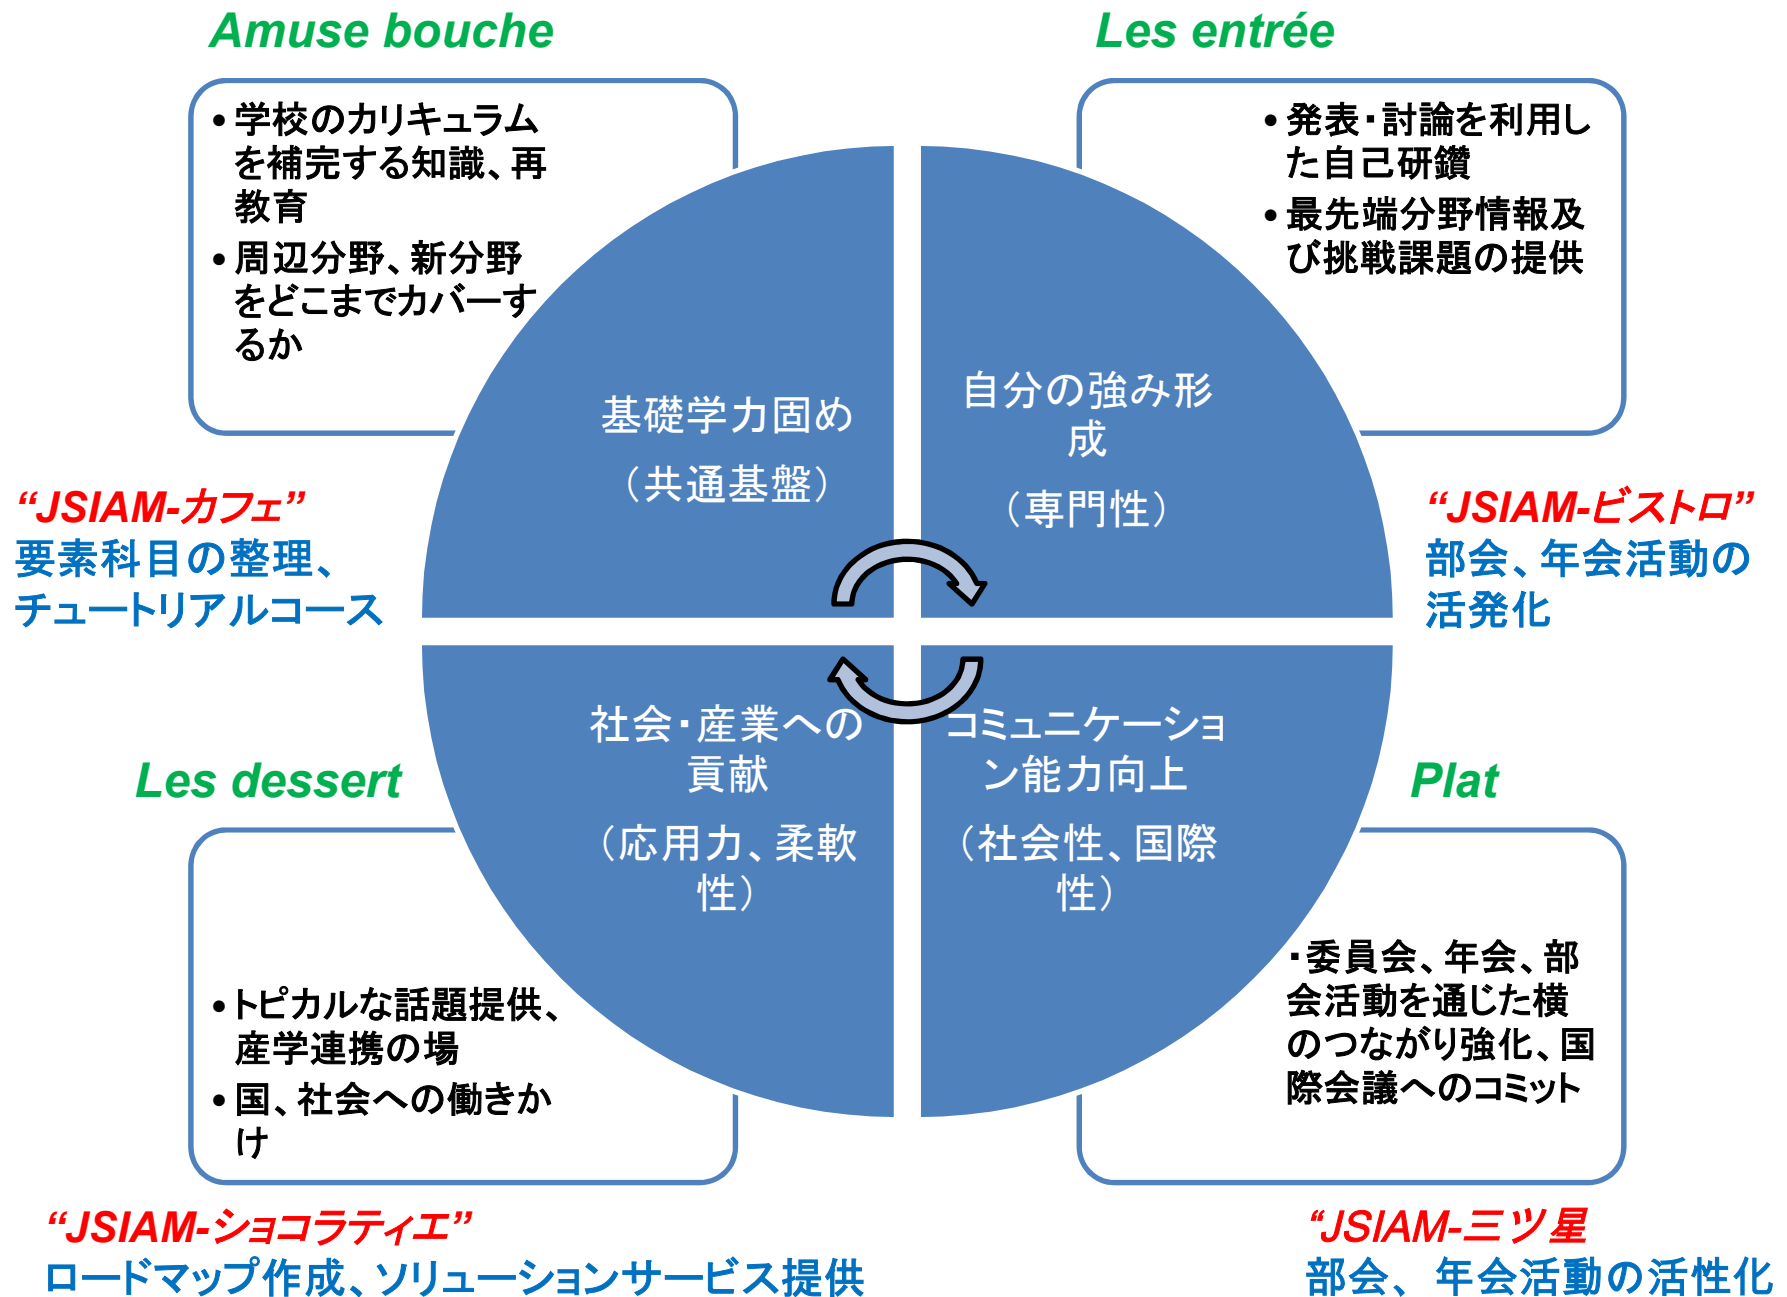 Amuse bouche
• 学校のカリキュラム
を補完する知識、再
教育
• 周辺分野、新分野
をどこまでカバーす
るか
基礎学力固め
（共通基盤）
“JSIAM-カフェ”
要素科目の整理、
チュートリアルコース
Les entrée
• 発表・討論を利用し
た自己研鑽
• 最先端分野情報及
び挑戦課題の提供
自分の強み形
成
（専門性）
“JSIAM-ビストロ”
部会、年会活動の
活発化
Les dessert
社会・産業への
貢献
（応用力、柔軟
性）
• トピカルな話題提供、
産学連携の場
• 国、社会への働きか
け
“JSIAM-ショコラティエ”
ロードマップ作成、ソリューションサービス提供
Plat
コミュニケーショ
ン能力向上
（社会性、国際
性）
・委員会、年会、部
会活動を通じた横
のつながり強化、国
際会議へのコミット
“JSIAM-三ツ星
部会、年会活動の活性化